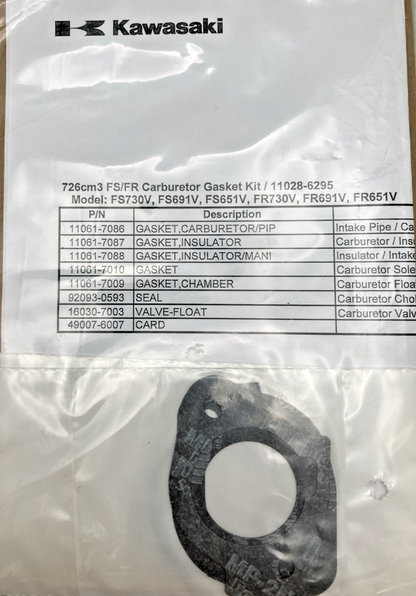 Kawasaki
726cm3 FS/FR Carburetor Gasket Kit / 11028-6295
Model: FS730V, FS691V, FS651V, FR730V, FR691V, FR651V
P/N Description
11061-7086 GASKET,CARBURETOR/PIP Intake Pipe / Ca
11061-7087 GASKET,INSULATOR Carburetor / Ins
11061-7088 GASKET,INSULATOR/MANI Insulator / Intake
11061-7010 GASKET Carburetor Sole
11061-7009 GASKET,CHAMBER Carburetor Float
92093-0593 SEAL Carburetor Cho
16030-7003 VALVE-FLOAT Carburetor Valv
49007-6007 CARD